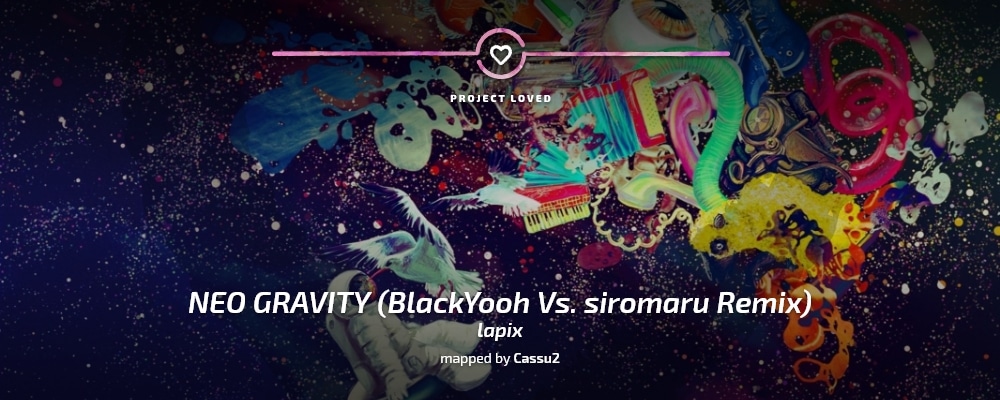 PROJECT LOVED
NEO GRAVITY (BlackYooh Vs. siromaru Remix)
lapix
mapped by Cassu2